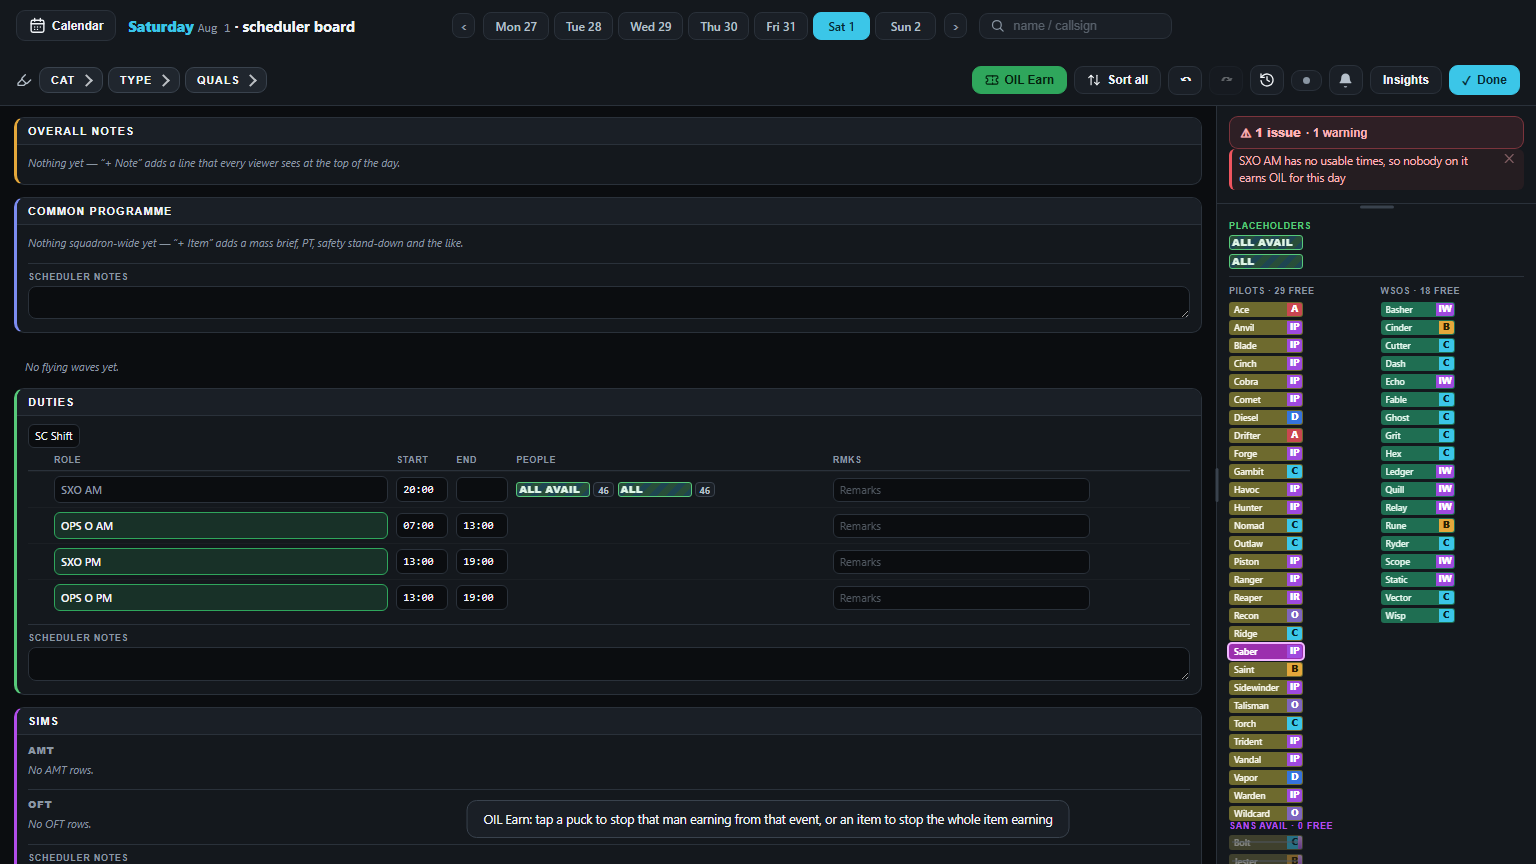 Calendar
Saturday Aug 1 · scheduler board
‹
Mon 27
Tue 28
Wed 29
Thu 30
Fri 31
Sat 1
Sun 2
›
name / callsign
CAT
TYPE
QUALS
OIL Earn
Sort all
Insights
✓ Done
OVERALL NOTES
Nothing yet — "+ Note" adds a line that every viewer sees at the top of the day.
COMMON PROGRAMME
Nothing squadron-wide yet — "+ Item" adds a mass brief, PT, safety stand-down and the like.
SCHEDULER NOTES
No flying waves yet.
DUTIES
SC Shift
ROLE START END PEOPLE RMKS
SXO AM 20:00 ALL AVAIL 46 ALL 46 Remarks
OPS O AM 07:00 13:00 Remarks
SXO PM 13:00 19:00 Remarks
OPS O PM 13:00 19:00 Remarks
SCHEDULER NOTES
SIMS
AMT
No AMT rows.
OFT
No OFT rows.
SCHEDULER NOTES
OIL Earn: tap a puck to stop that man earning from that event, or an item to stop the whole item earning
⚠ 1 issue · 1 warning
SXO AM has no usable times, so nobody on it
earns OIL for this day
PLACEHOLDERS
ALL AVAIL
ALL
PILOTS · 29 FREE
Ace A
Anvil IP
Blade IP
Cinch IP
Cobra IP
Comet IP
Diesel D
Drifter A
Forge IP
Gambit C
Havoc IP
Hunter IP
Nomad C
Outlaw C
Piston IP
Ranger IP
Reaper IR
Recon O
Ridge C
Saber IP
Saint B
Sidewinder IP
Talisman O
Torch C
Trident IP
Vandal IP
Vapor D
Warden IP
Wildcard O
WSOS · 18 FREE
Basher IW
Cinder B
Cutter C
Dash C
Echo IW
Fable C
Ghost C
Grit C
Hex C
Ledger IW
Quill IW
Relay IW
Rune B
Ryder C
Scope IW
Static IW
Vector C
Wisp C
SANS AVAIL · 0 FREE
Bolt C
Jester B